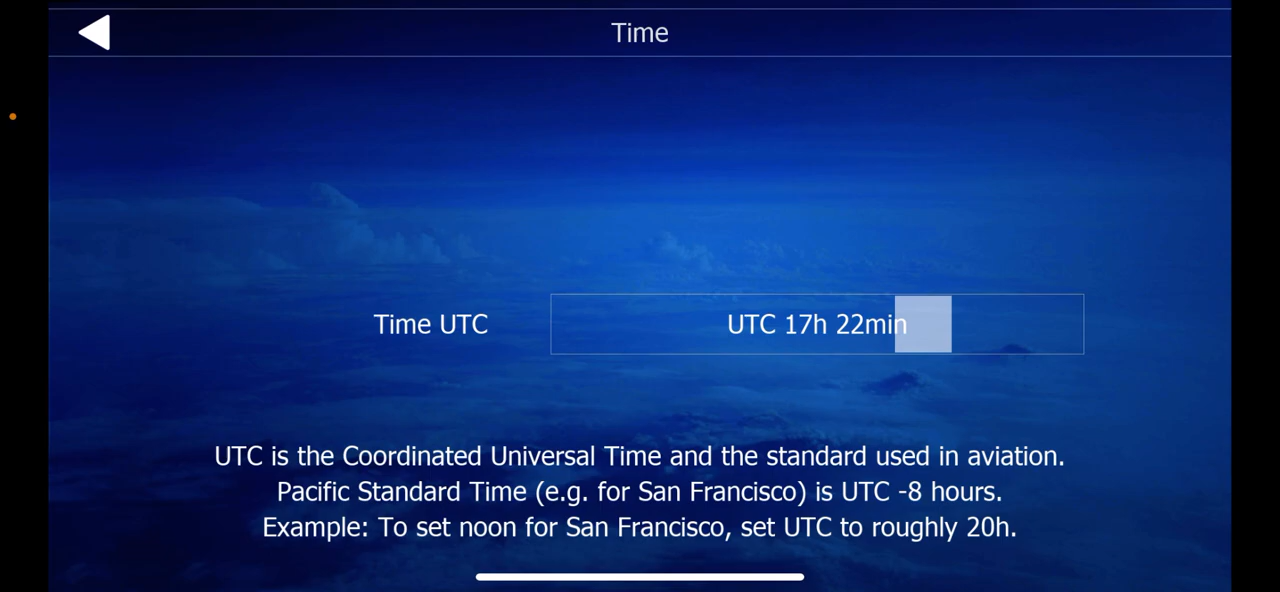 Time
Time UTC
UTC 17h 22min
UTC is the Coordinated Universal Time and the standard used in aviation.
Pacific Standard Time (e.g. for San Francisco) is UTC -8 hours.
Example: To set noon for San Francisco, set UTC to roughly 20h.